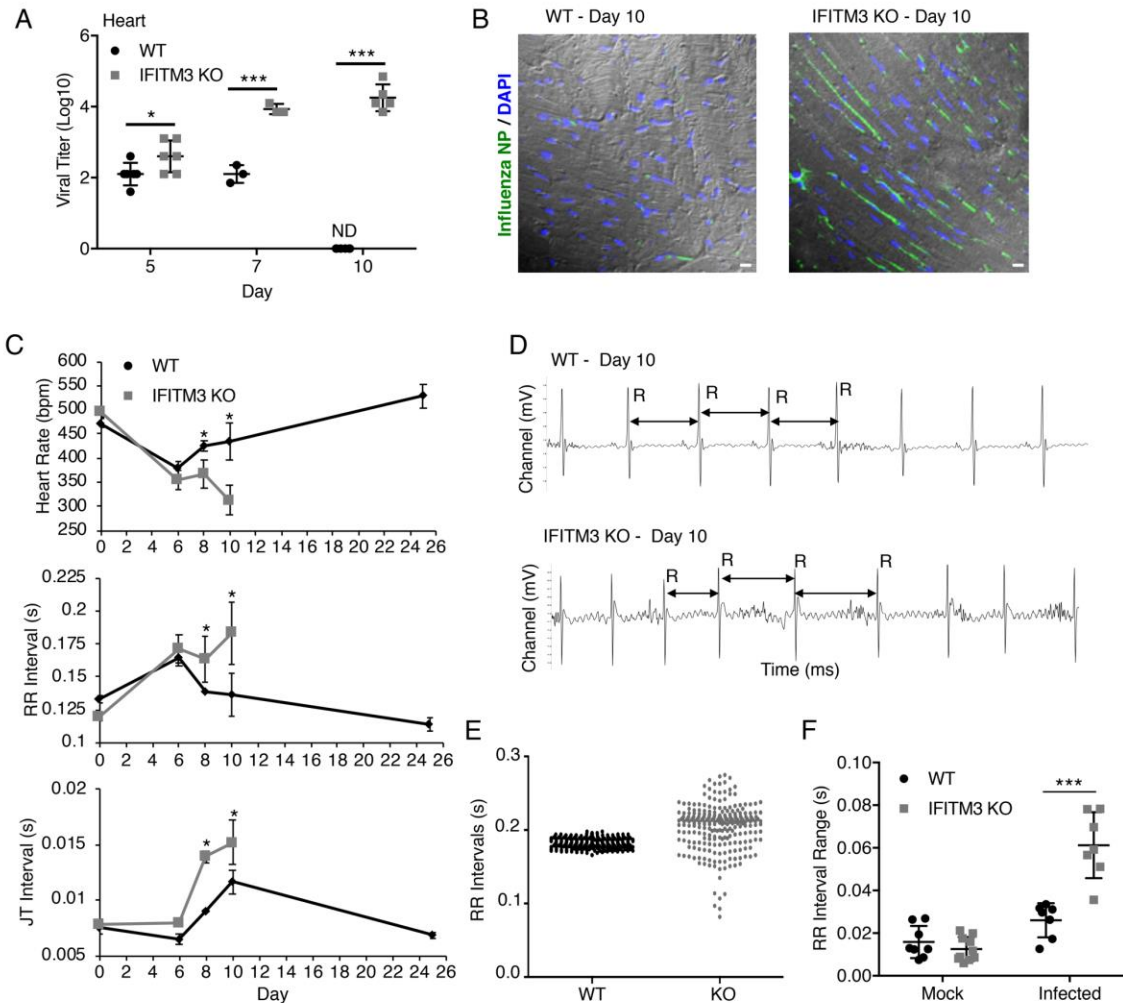 A
Heart
WT
IFITM3 KO
Viral Titer (Log10)
6
4
2
0
*
***
***
ND
5 7 10
Day
B
WT - Day 10
IFITM3 KO - Day 10
Influenza NP / DAPI
C
WT
IFITM3 KO
Heart Rate (bpm)
600
550
500
450
400
350
300
250
* *
0 2 4 6 8 10 12 14 16 18 20 22 24 26
RR Interval (s)
0.225
0.2
0.175
0.15
0.125
0.1
* *
0 2 4 6 8 10 12 14 16 18 20 22 24 26
JT Interval (s)
0.02
0.015
0.01
0.005
* *
0 2 4 6 8 10 12 14 16 18 20 22 24 26
Day
D
WT - Day 10
Channel (mV)
R R R R
IFITM3 KO - Day 10
Channel (mV)
R R R R
Time (ms)
E
RR Intervals (s)
0.3
0.2
0.1
0.0
WT KO
F
WT
IFITM3 KO
RR Interval Range (s)
0.10
0.08
0.06
0.04
0.02
0.00
***
Mock Infected